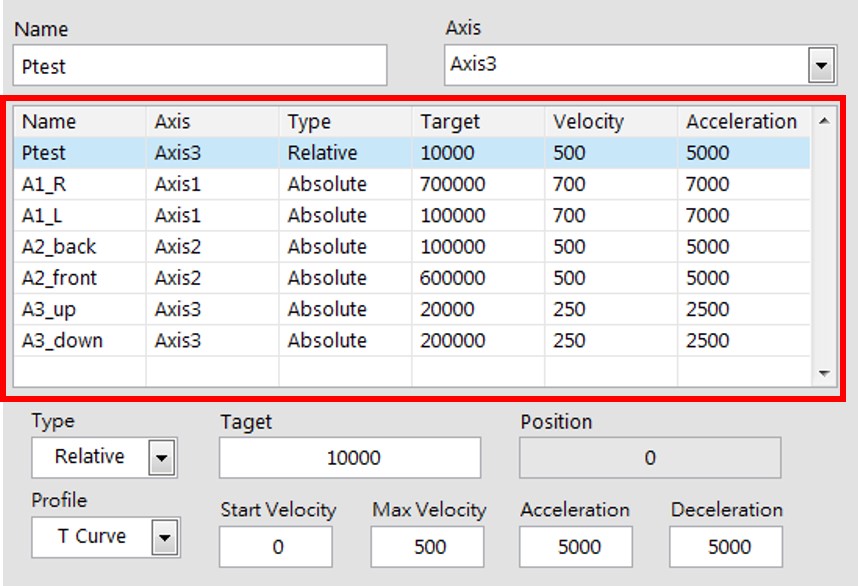 Name Axis
Ptest Axis3
Name Axis Type Target Velocity Acceleration
Ptest Axis3 Relative 10000 500 5000
A1_R Axis1 Absolute 700000 700 7000
A1_L Axis1 Absolute 100000 700 7000
A2_back Axis2 Absolute 100000 500 5000
A2_front Axis2 Absolute 600000 500 5000
A3_up Axis3 Absolute 20000 250 2500
A3_down Axis3 Absolute 200000 250 2500
Type Taget Position
Relative 10000 0
Profile Start Velocity Max Velocity Acceleration Deceleration
T Curve 0 500 5000 5000